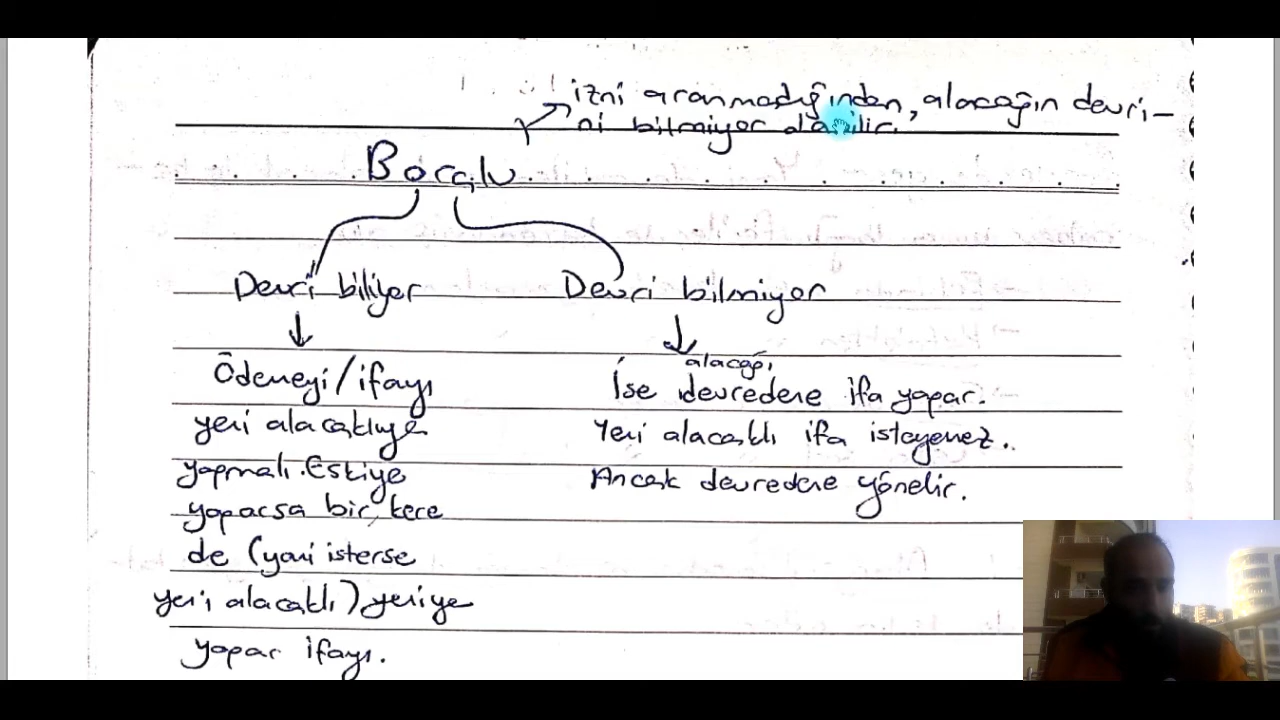 izni aranmadığından, alacağın devri-
ni bilmiyor olabilir.
Borçlu
Devri biliyor
Devri bilmiyor
Ödemeyi/ifayı
yeni alacaklıya
yapmalı. Eskiye
yaparsa bir kere
de (yani isterse
yeni alacaklı) yeniye
yapar ifayı.
alacağı
İse devredene ifa yapar.
Yeni alacaklı ifa isteyemez.
Ancak devredene yönelir.